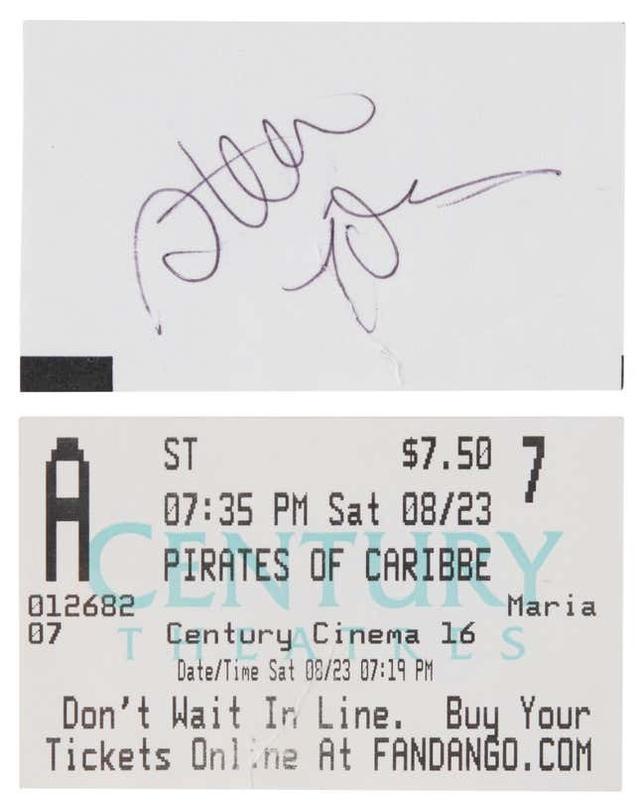 A
ST $7.50 7
07:35 PM Sat 08/23
CENTURY
PIRATES OF CARIBBE
012682 Maria
07 Century Cinema 16
THEATRES
Date/Time Sat 08/23 07:19 PM
Don't Wait In Line. Buy Your
Tickets Online At FANDANGO.COM